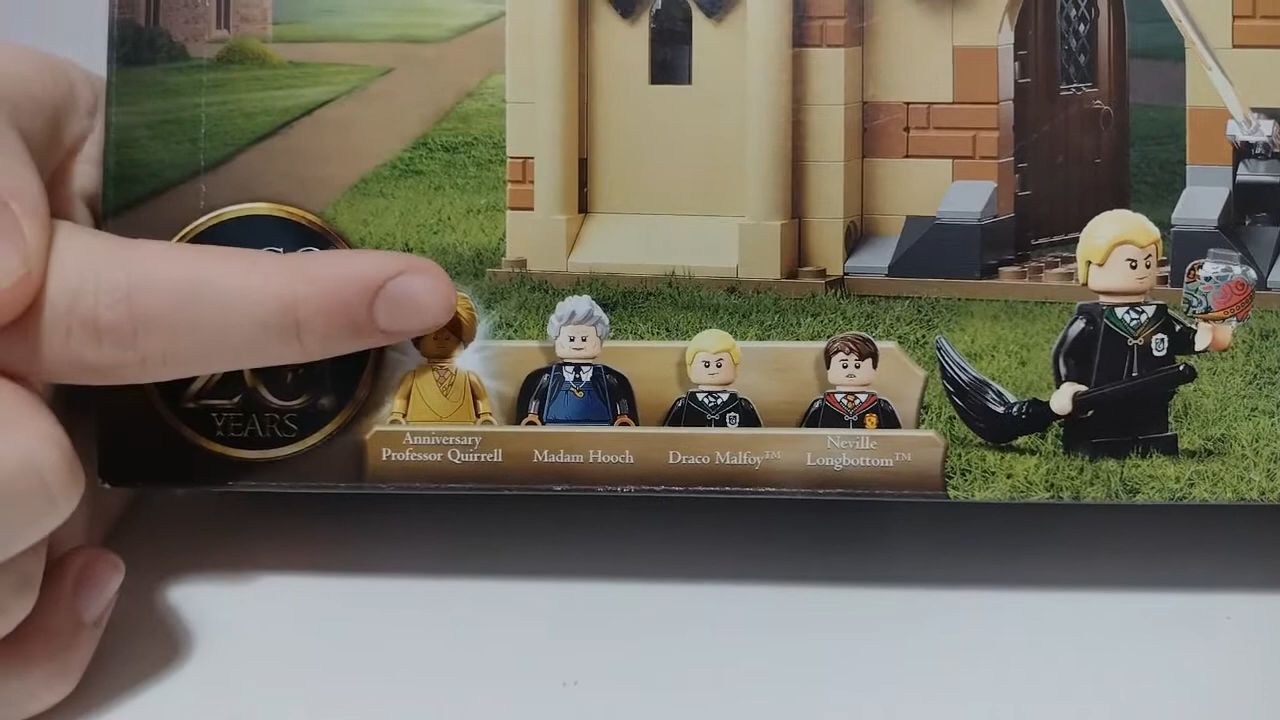 YEARS
Anniversary
Professor Quirrell
Madam Hooch
Draco Malfoy™
Neville
Longbottom™